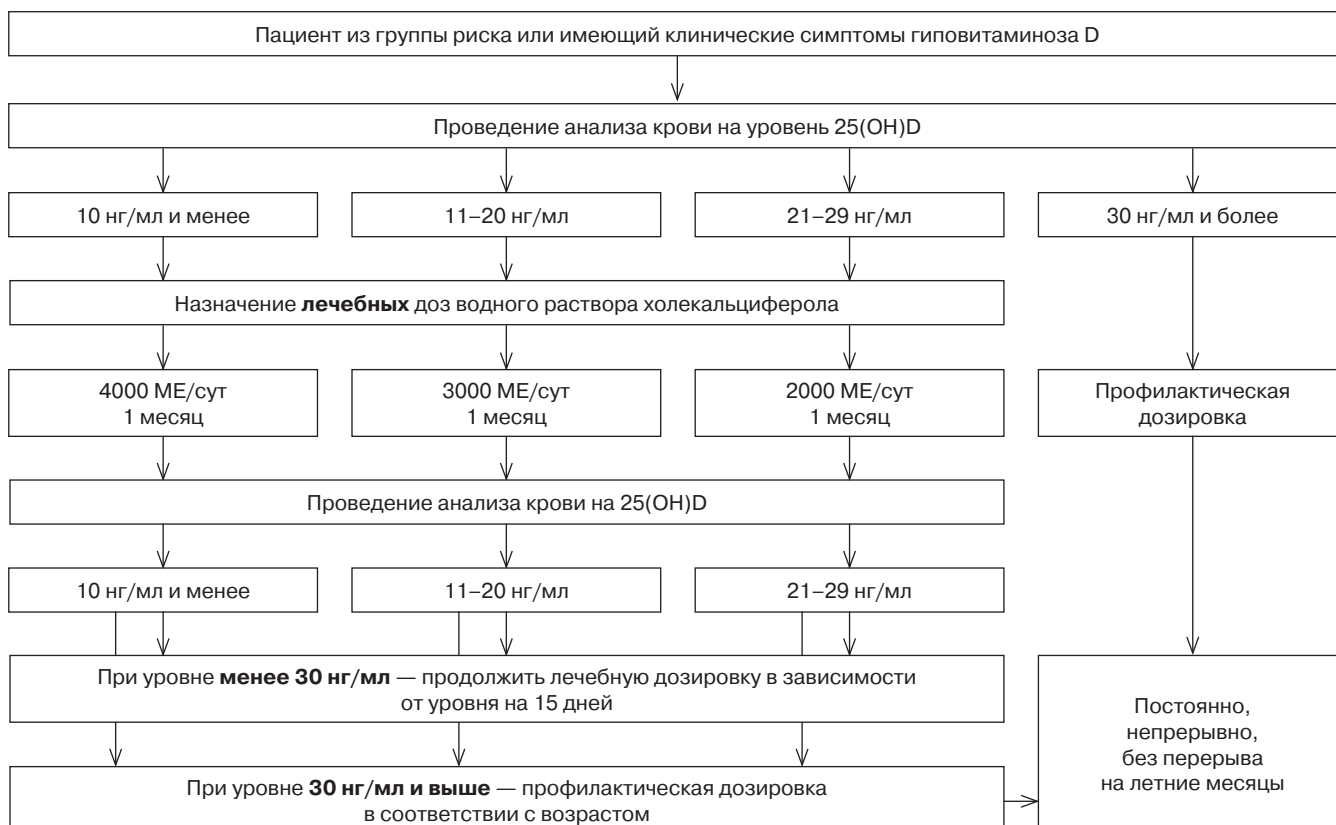 Пациент из группы риска или имеющий клинические симптомы гиповитаминоза D
Проведение анализа крови на уровень 25(ОН)D
10 нг/мл и менее
11–20 нг/мл
21–29 нг/мл
30 нг/мл и более
Назначение лечебных доз водного раствора холекальциферола
4000 МЕ/сут
1 месяц
3000 МЕ/сут
1 месяц
2000 МЕ/сут
1 месяц
Профилактическая
дозировка
Проведение анализа крови на 25(ОН)D
10 нг/мл и менее
11–20 нг/мл
21–29 нг/мл
При уровне менее 30 нг/мл — продолжить лечебную дозировку в зависимости
от уровня на 15 дней
При уровне 30 нг/мл и выше — профилактическая дозировка
в соответствии с возрастом
Постоянно,
непрерывно,
без перерыва
на летние месяцы